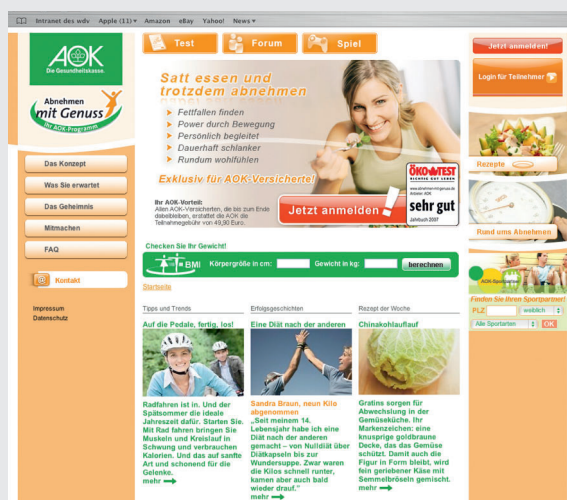 Intranet des wdv Apple (11) Amazon eBay Yahoo! News
Test
Forum
Spiel
AOK
Die Gesundheitskasse.
Abnehmen
mit Genuss
Ihr AOK-Programm
Das Konzept
Was Sie erwartet
Das Geheimnis
Mitmachen
FAQ
Kontakt
Impressum
Datenschutz
Satt essen und
trotzdem abnehmen
Fettfallen finden
Power durch Bewegung
Persönlich begleitet
Dauerhaft schlanker
Rundum wohlfühlen
Exklusiv für AOK-Versicherte!
Ihr AOK-Vorteil:
Allen AOK-Versicherten, die bis zum Ende
dabeibleiben, erstattet die AOK die
Teilnahmegebühr von 49,90 Euro.
Jetzt anmelden!
ÖKO-TEST
RICHTIG GUT LEBEN
www.abnehmen-mit-genuss.de
Anbieter: AOK
sehr gut
Jahrbuch 2007
Checken Sie Ihr Gewicht!
BMI Körpergröße in cm: Gewicht in kg: berechnen
Startseite
Tipps und Trends
Auf die Pedale, fertig, los!
Radfahren ist in. Und der
Spätsommer die ideale
Jahreszeit dafür. Starten Sie.
Mit Rad fahren bringen Sie
Muskeln und Kreislauf in
Schwung und verbrauchen
Kalorien. Und das auf sanfte
Art und schonend für die
Gelenke.
mehr
Erfolgsgeschichten
Eine Diät nach der anderen
Sandra Braun, neun Kilo
abgenommen
„Seit meinem 14.
Lebensjahr habe ich eine
Diät nach der anderen
gemacht – von Nulldiät über
Diätkapseln bis zur
Wundersuppe. Zwar waren
die Kilos schnell runter,
kamen aber auch bald
wieder drauf.“
mehr
Rezept der Woche
Chinakohlauflauf
Gratins sorgen für
Abwechslung in der
Gemüseküche. Ihr
Markenzeichen: eine
knusprige goldbraune
Decke, das das Gemüse
schützt. Damit auch die
Figur in Form bleibt, wird
fein geriebener Käse mit
Semmelbröseln gemischt.
mehr
Jetzt anmelden!
Login für Teilnehmer
Rezepte
Rund ums Abnehmen
AOK-Sportpartner
Finden Sie Ihren Sportpartner!
PLZ weiblich
Alle Sportarten OK